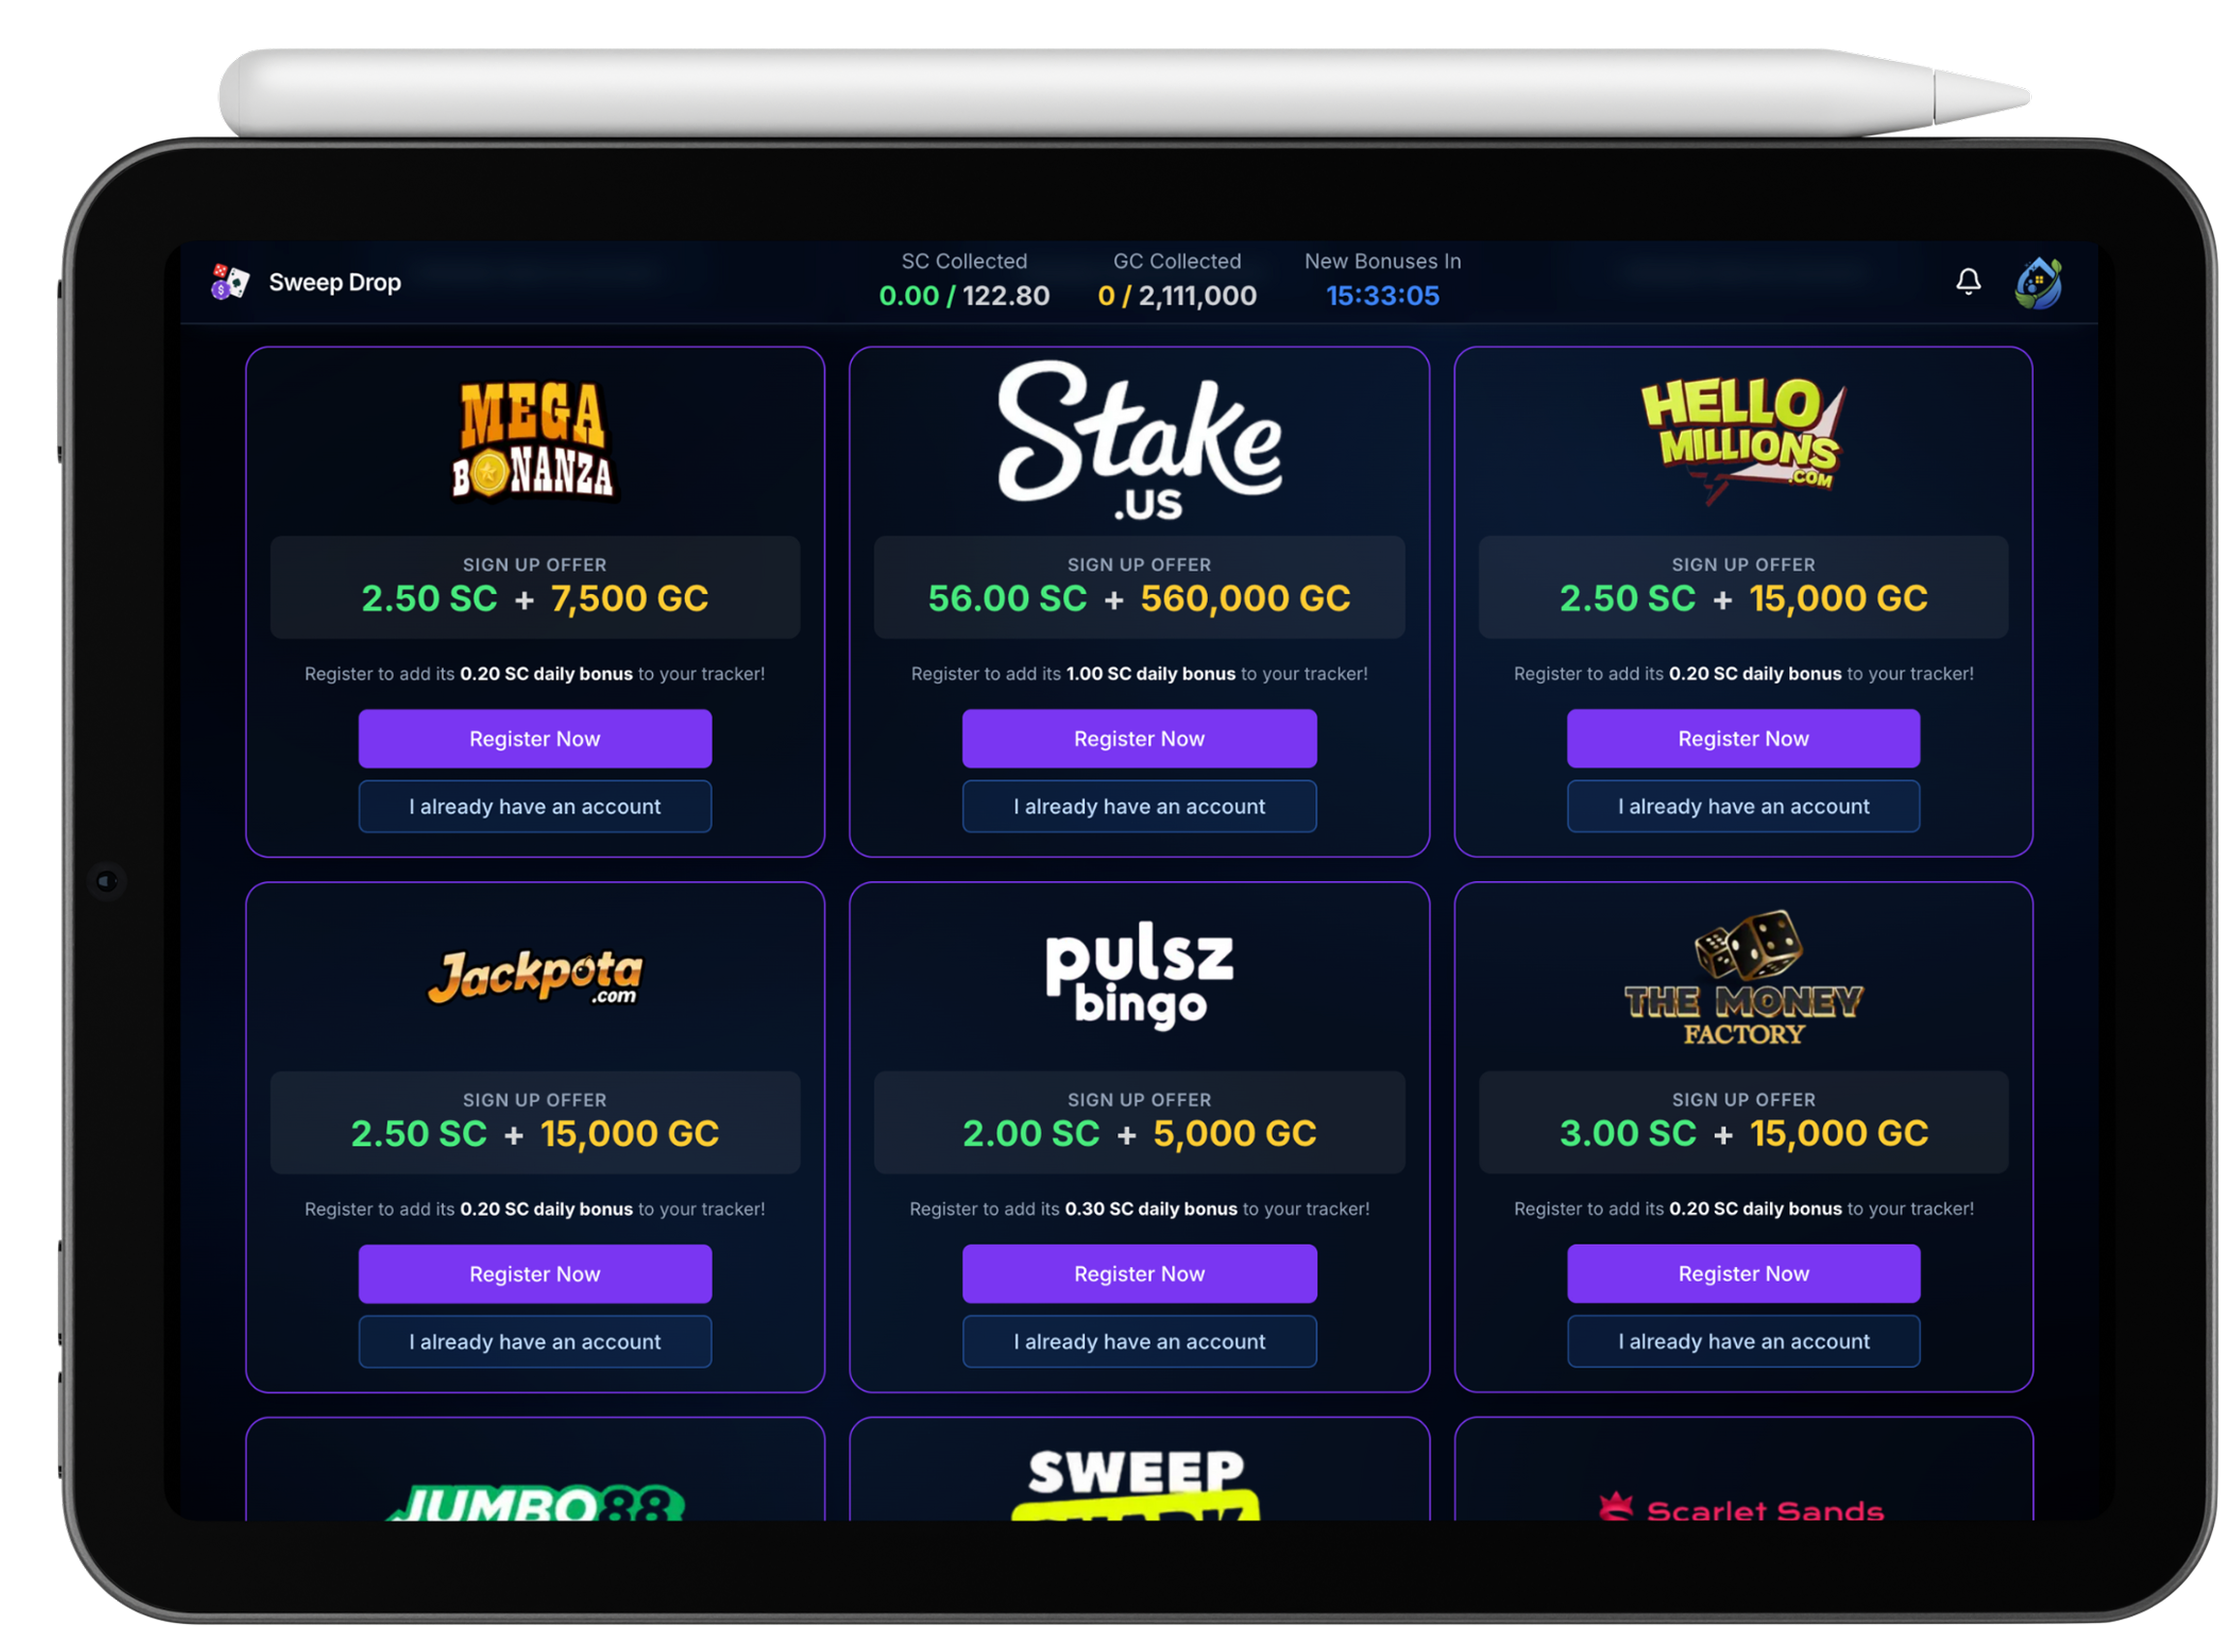 Sweep Drop
SC Collected
0.00 / 122.80
GC Collected
0 / 2,111,000
New Bonuses In
15:33:05
MEGA
BONANZA
SIGN UP OFFER
2.50 SC + 7,500 GC
Register to add its 0.20 SC daily bonus to your tracker!
Register Now
I already have an account
Stake
.US
SIGN UP OFFER
56.00 SC + 560,000 GC
Register to add its 1.00 SC daily bonus to your tracker!
Register Now
I already have an account
HELLO
MILLIONS
.COM
SIGN UP OFFER
2.50 SC + 15,000 GC
Register to add its 0.20 SC daily bonus to your tracker!
Register Now
I already have an account
Jackpota
.com
SIGN UP OFFER
2.50 SC + 15,000 GC
Register to add its 0.20 SC daily bonus to your tracker!
Register Now
I already have an account
pulsz
bingo
SIGN UP OFFER
2.00 SC + 5,000 GC
Register to add its 0.30 SC daily bonus to your tracker!
Register Now
I already have an account
THE MONEY
FACTORY
SIGN UP OFFER
3.00 SC + 15,000 GC
Register to add its 0.20 SC daily bonus to your tracker!
Register Now
I already have an account
JUMBO88
SWEEP
Scarlet Sands